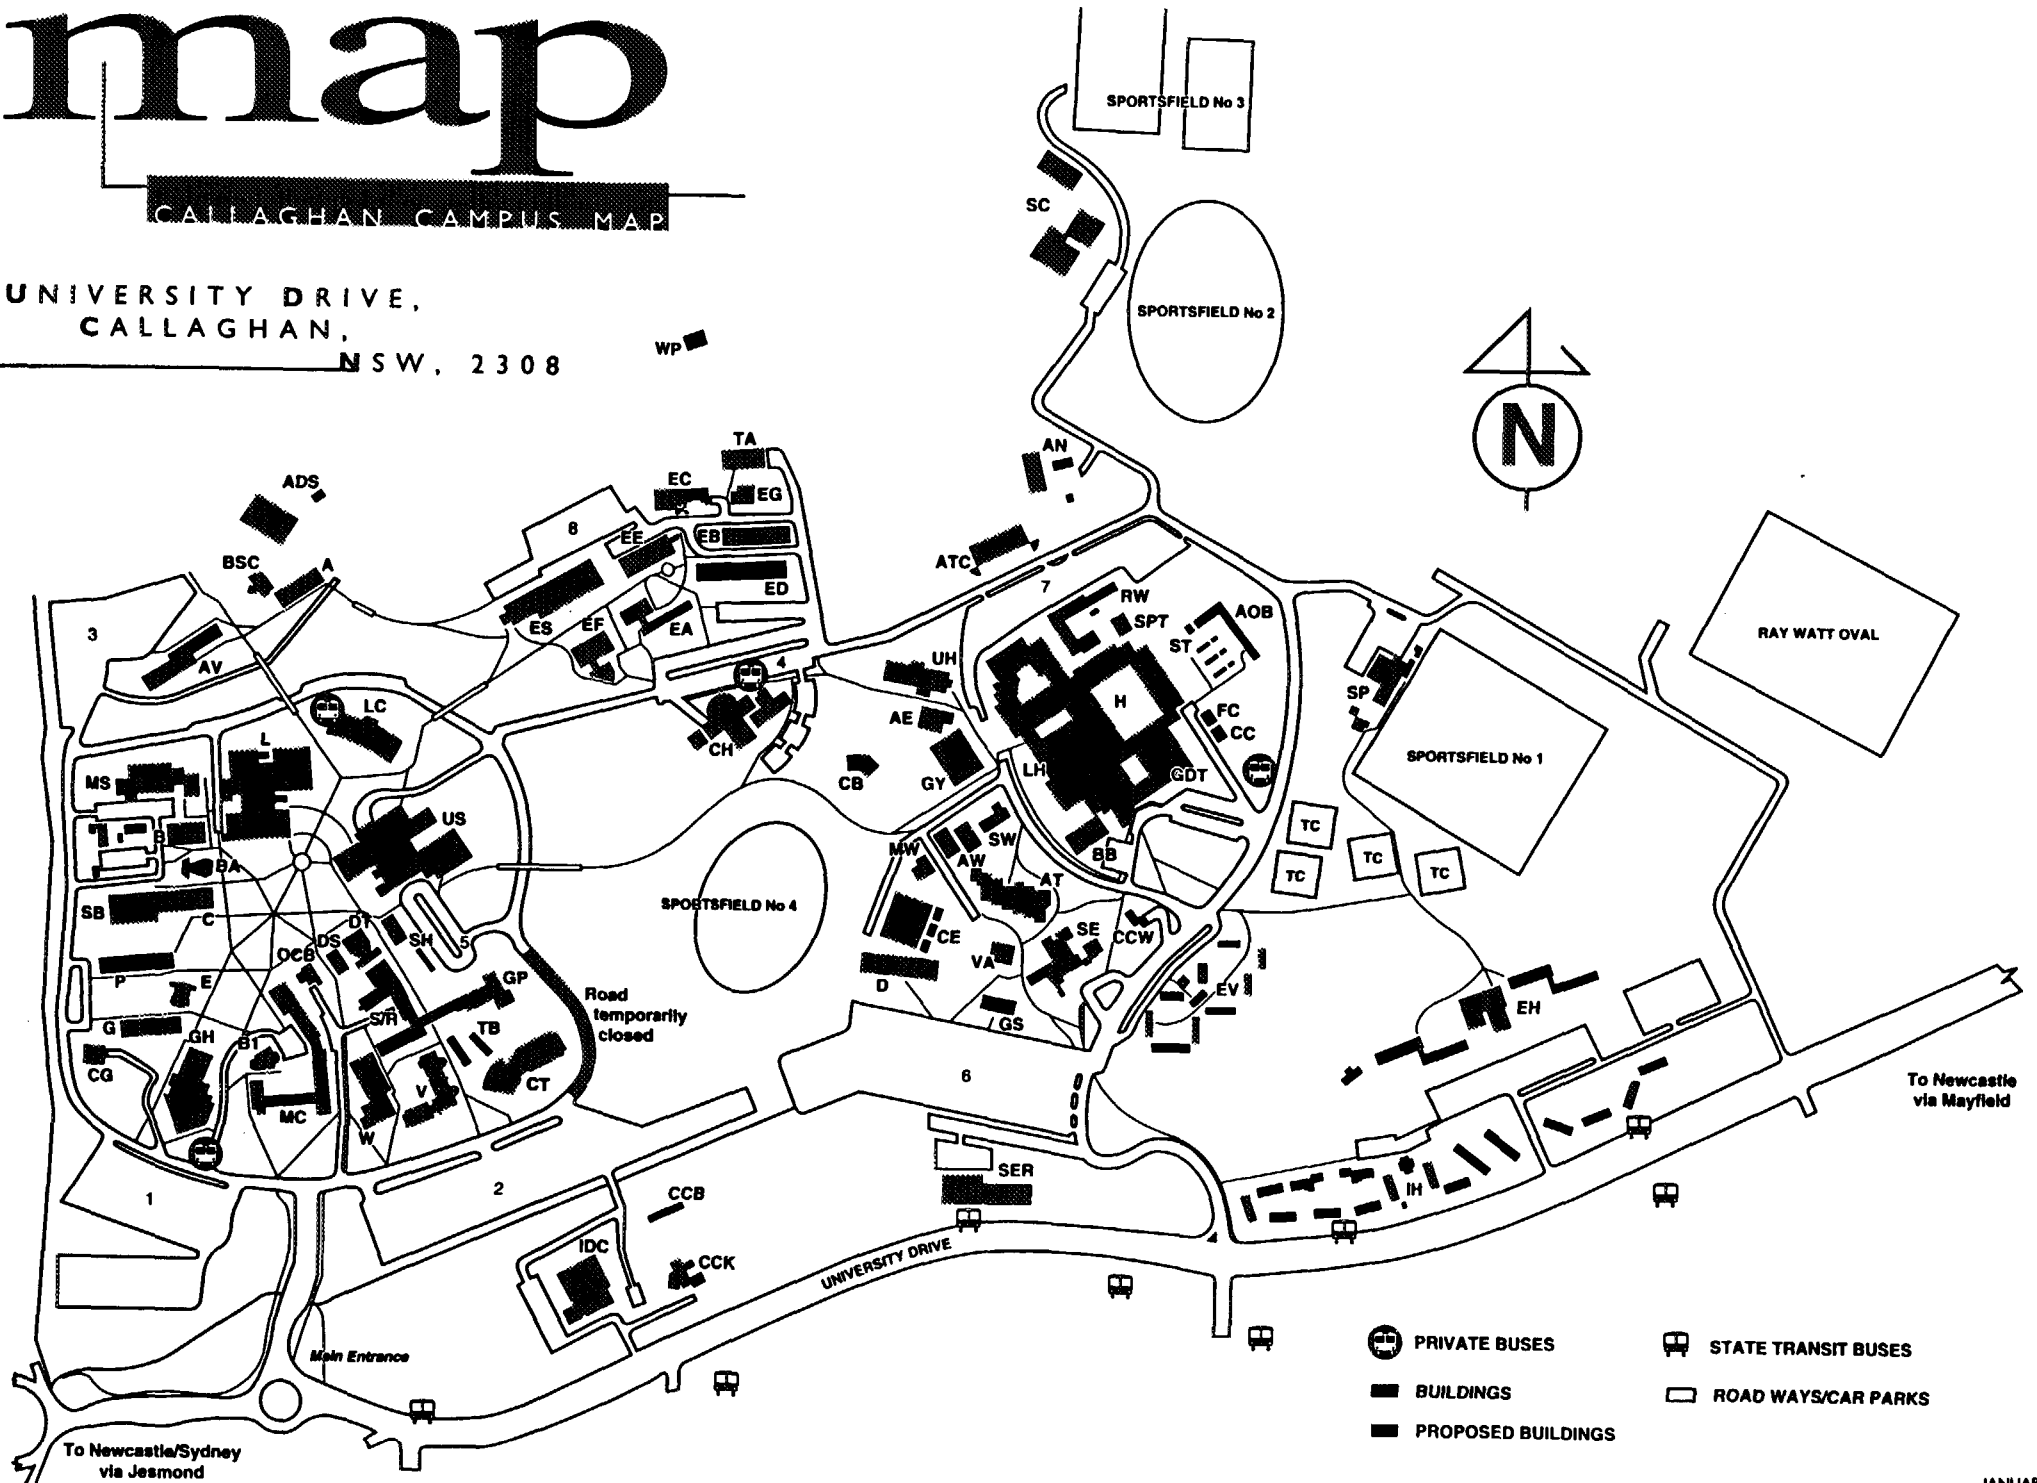 map
CALLAGHAN CAMPUS MAP
UNIVERSITY DRIVE,
CALLAGHAN,
NSW, 2308
SPORTSFIELD No 3
SC
SPORTSFIELD No 2
WP
N
TA
AN
ADS
EC
EG
8
EE
EB
BSC
A
ATC
ED
7
RW
AOB
3
ES
EF
EA
SPT
ST
RAY WATT OVAL
AV
4
UH
SP
LC
H
FC
L
CH
AE
CC
MS
CB
GY
LH
GDT
SPORTSFIELD No 1
US
TC
B
MW
AW
SW
BB
TC
BA
AT
TC
TC
SB
C
SPORTSFIELD No 4
DT
DS
SH
5
CE
SE
CCW
OCB
VA
P
E
GP
D
EV
Road
temporarily
closed
G
S/R
TB
GS
EH
GH
B1
CG
CT
6
V
MC
W
To Newcastle
via Mayfield
1
2
SER
CCB
IH
IDC
CCK
UNIVERSITY DRIVE
Main Entrance
PRIVATE BUSES
STATE TRANSIT BUSES
BUILDINGS
ROAD WAYS/CAR PARKS
PROPOSED BUILDINGS
To Newcastle/Sydney
via Jesmond